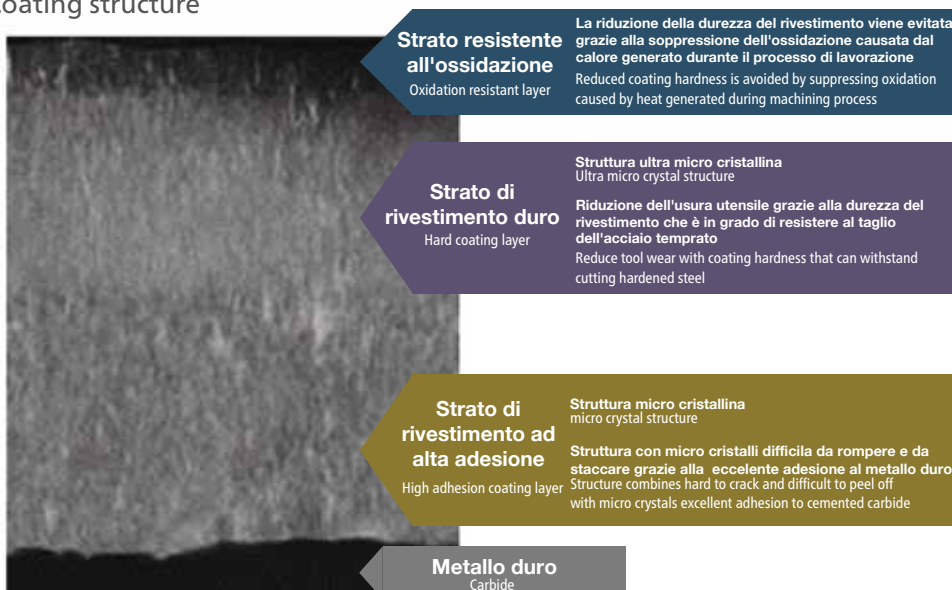 coating structure
Strato resistente
all'ossidazione
Oxidation resistant layer
La riduzione della durezza del rivestimento viene evitata
grazie alla soppressione dell'ossidazione causata dal
calore generato durante il processo di lavorazione
Reduced coating hardness is avoided by suppressing oxidation
caused by heat generated during machining process
Strato di
rivestimento duro
Hard coating layer
Struttura ultra micro cristallina
Ultra micro crystal structure
Riduzione dell'usura utensile grazie alla durezza del
rivestimento che è in grado di resistere al taglio
dell'acciaio temprato
Reduce tool wear with coating hardness that can withstand
cutting hardened steel
Strato di
rivestimento ad
alta adesione
High adhesion coating layer
Struttura micro cristallina
micro crystal structure
Struttura con micro cristalli difficila da rompere e da
staccare grazie alla eccelente adesione al metallo duro
Structure combines hard to crack and difficult to peel off
with micro crystals excellent adhesion to cemented carbide
Metallo duro
Carbide